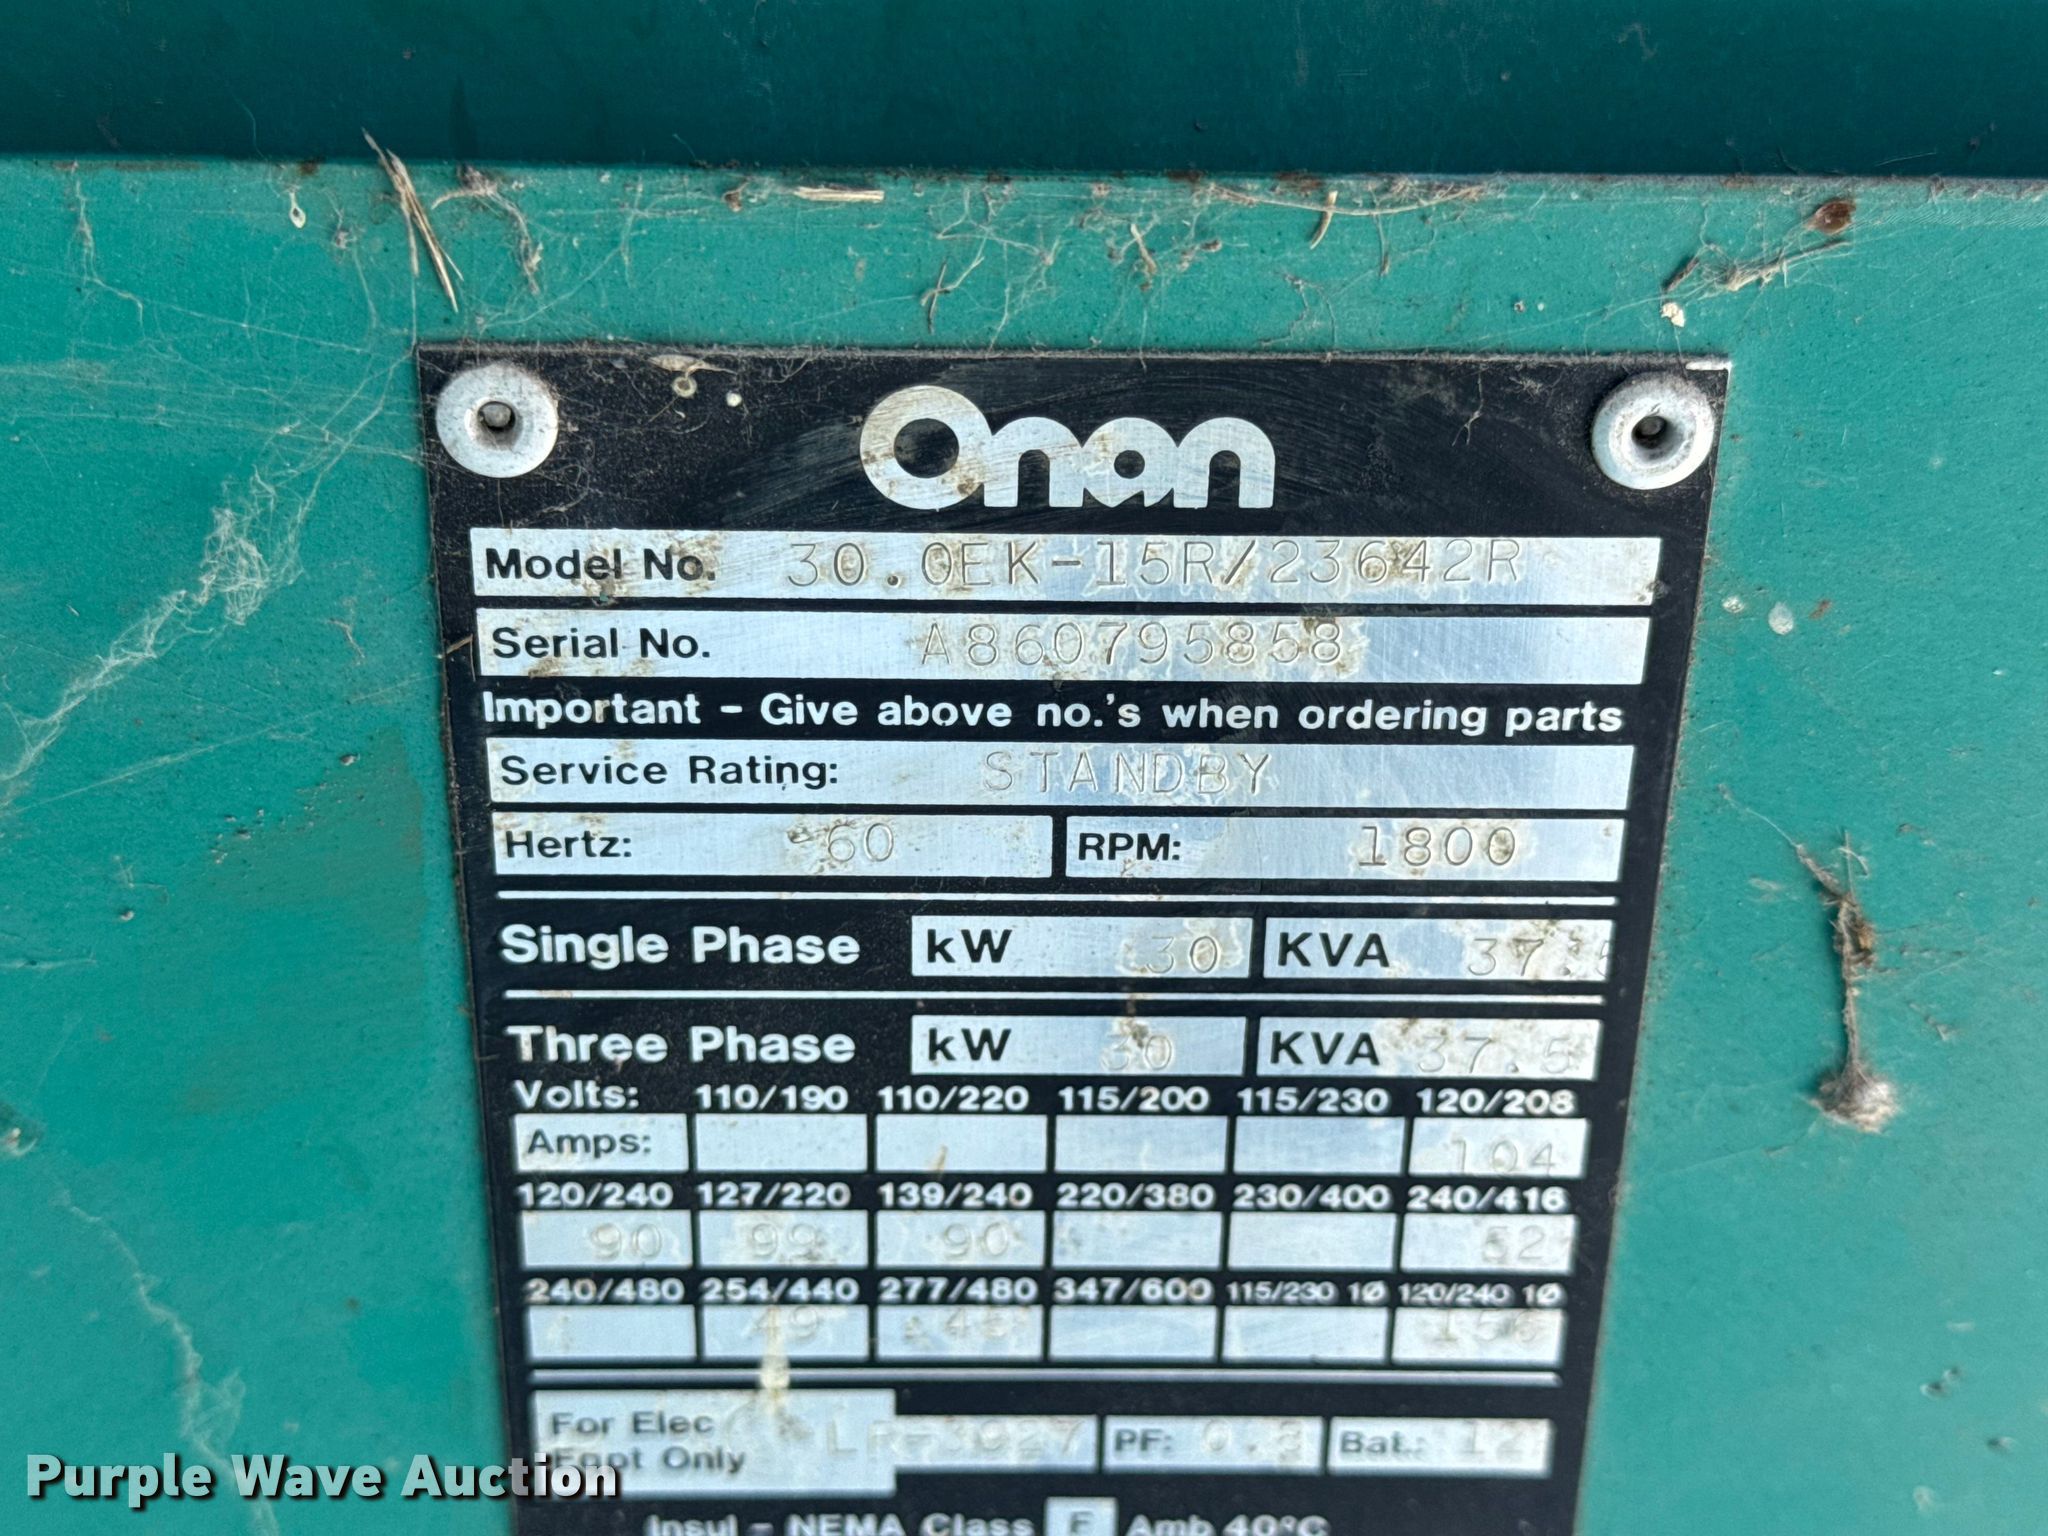 Onan
Model No. 30.0EK-15R/23642R
Serial No. A860795858
Important - Give above no.'s when ordering parts
Service Rating: STANDBY
Hertz: 60 RPM: 1800
Single Phase kW 30 KVA 37.5
Three Phase kW 30 KVA 37.5
Volts: 110/190 110/220 115/200 115/230 120/208
Amps: 104
120/240 127/220 139/240 220/380 230/400 240/416
90 99 90 52
240/480 254/440 277/480 347/600 115/230 1Ø 120/240 1Ø
49 45 156
For Elec
Eqpt Only PF: 0.8 Bat.: 12
Insul - NEMA Class F Amb 40°C
Purple Wave Auction